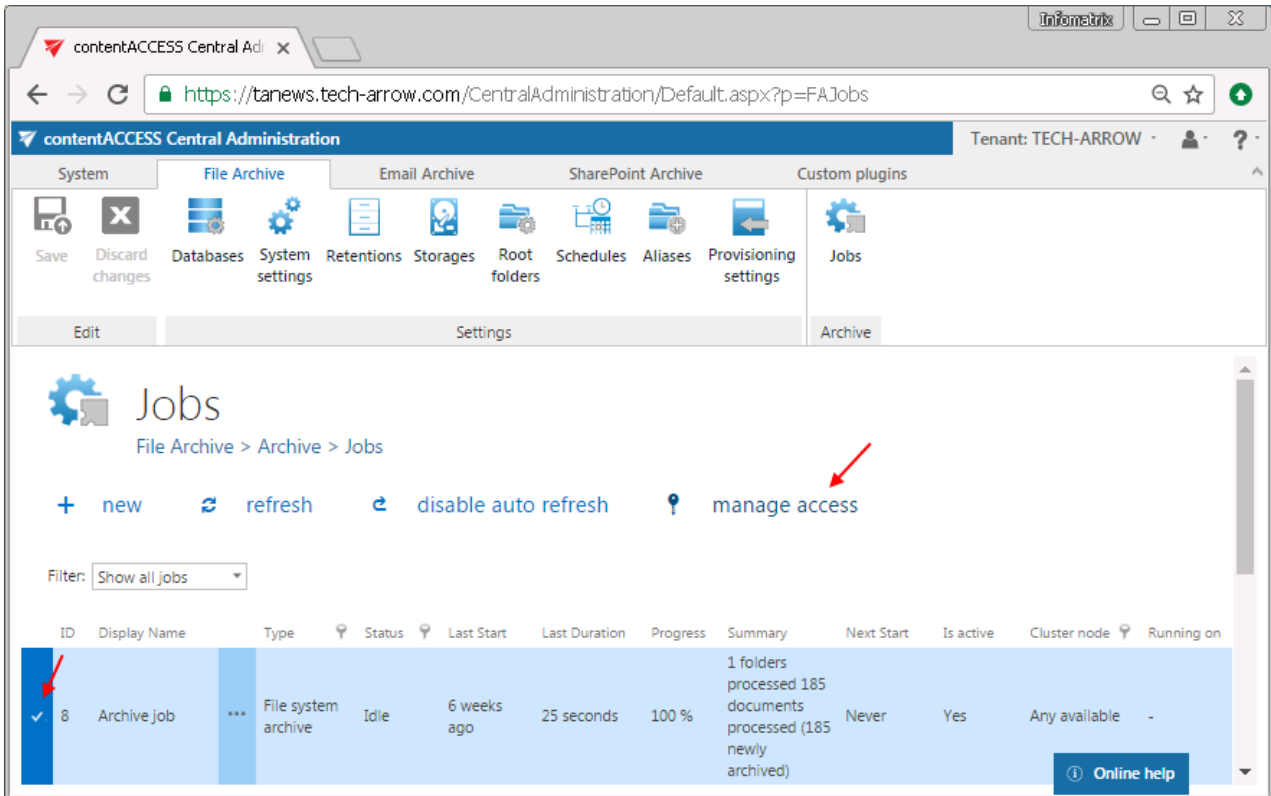 Infomatrix
contentACCESS Central Adr
https://tanews.tech-arrow.com/CentralAdministration/Default.aspx?p=FAJobs
contentACCESS Central Administration Tenant: TECH-ARROW ?
System File Archive Email Archive SharePoint Archive Custom plugins
Save Discard changes Databases System settings Retentions Storages Root folders Schedules Aliases Provisioning settings Jobs
Edit Settings Archive
Jobs
File Archive > Archive > Jobs
+ new refresh disable auto refresh manage access
Filter: Show all jobs
ID Display Name Type Status Last Start Last Duration Progress Summary Next Start Is active Cluster node Running on
8 Archive job ... File system archive Idle 6 weeks ago 25 seconds 100 % 1 folders processed 185 documents processed (185 newly archived) Never Yes Any available -
Online help